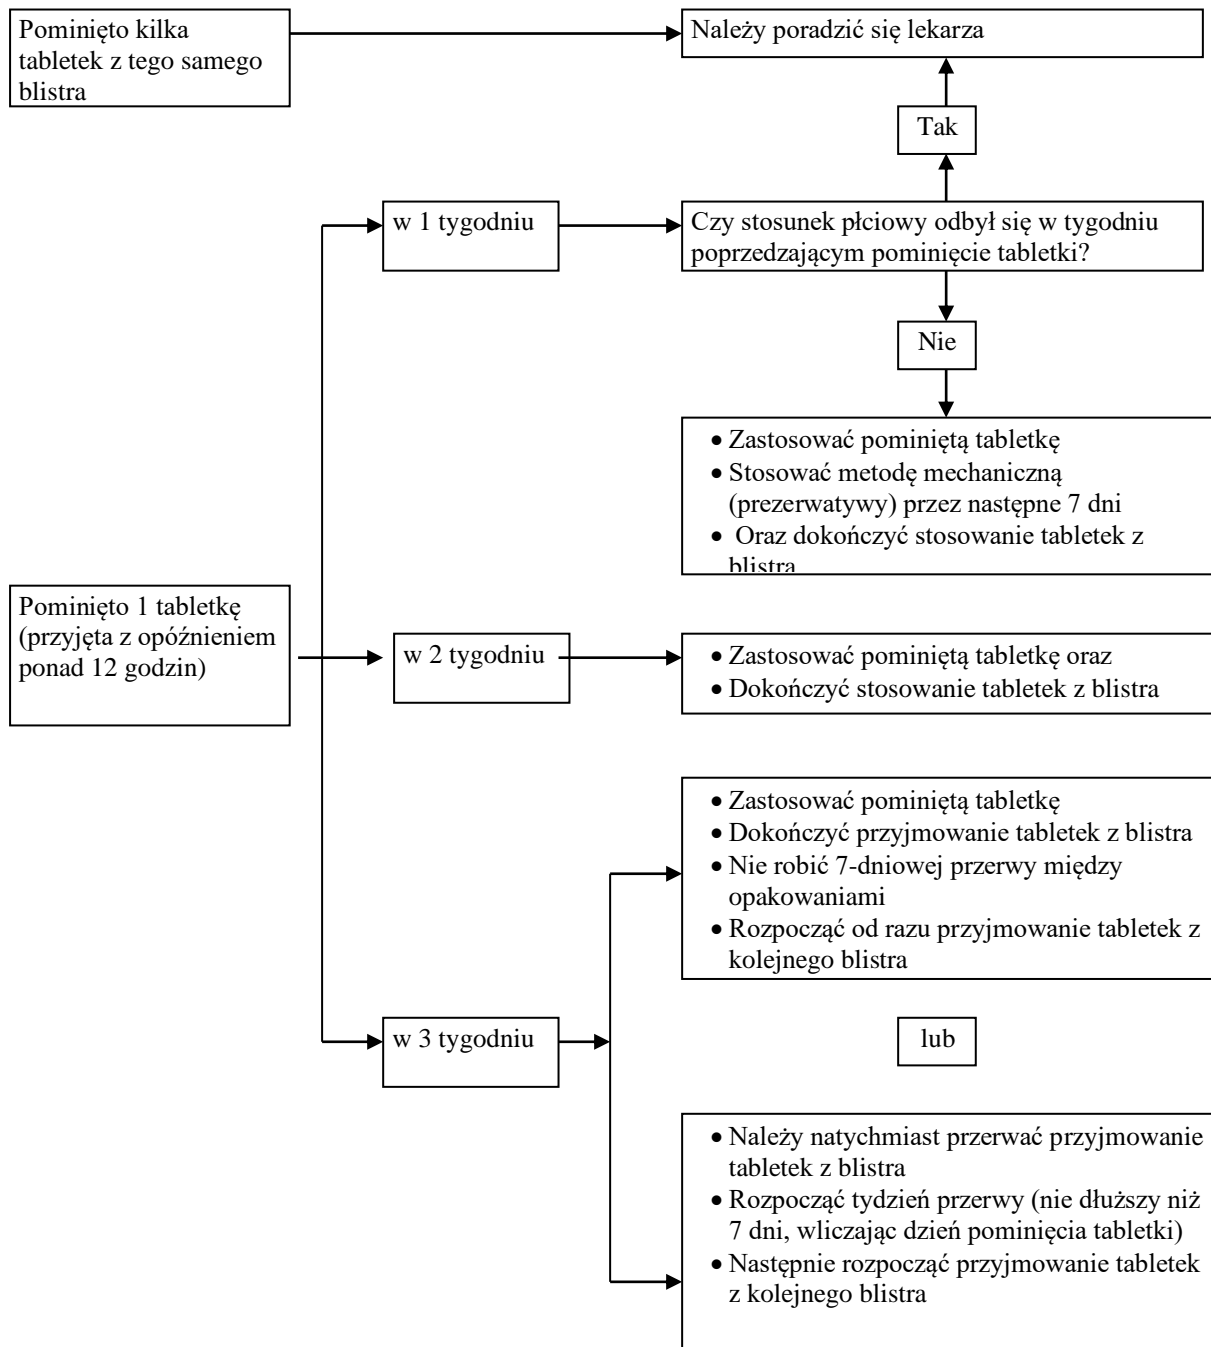 Pominięto kilka
tabletek z tego samego
blistra
Należy poradzić się lekarza
Tak
w 1 tygodniu
Czy stosunek płciowy odbył się w tygodniu
poprzedzającym pominięcie tabletki?
Nie
• Zastosować pominiętą tabletkę
• Stosować metodę mechaniczną
(prezerwatywy) przez następne 7 dni
• Oraz dokończyć stosowanie tabletek z
blistra
Pominięto 1 tabletkę
(przyjęta z opóźnieniem
ponad 12 godzin)
w 2 tygodniu
• Zastosować pominiętą tabletkę oraz
• Dokończyć stosowanie tabletek z blistra
• Zastosować pominiętą tabletkę
• Dokończyć przyjmowanie tabletek z blistra
• Nie robić 7-dniowej przerwy między
opakowaniami
• Rozpocząć od razu przyjmowanie tabletek z
kolejnego blistra
w 3 tygodniu
lub
• Należy natychmiast przerwać przyjmowanie
tabletek z blistra
• Rozpocząć tydzień przerwy (nie dłuższy niż
7 dni, wliczając dzień pominięcia tabletki)
• Następnie rozpocząć przyjmowanie tabletek
z kolejnego blistra